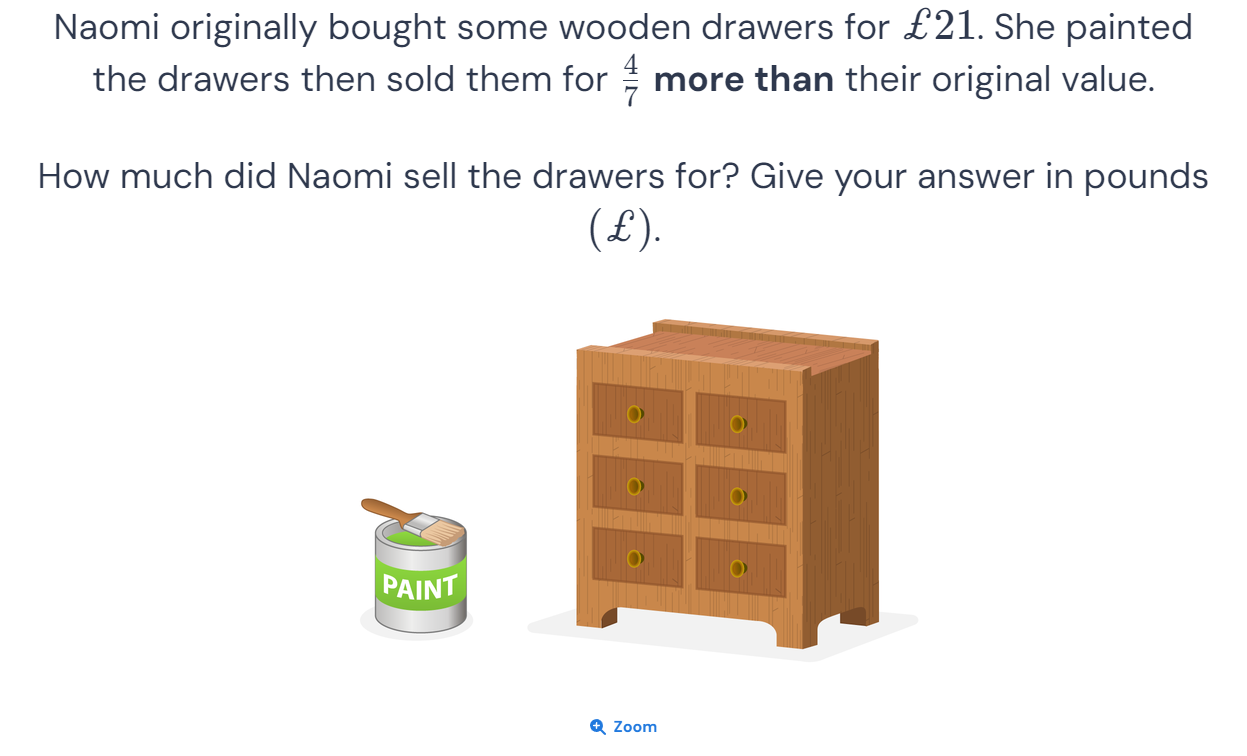 Naomi originally bought some wooden drawers for £21. She painted
the drawers then sold them for 4/7 more than their original value.
How much did Naomi sell the drawers for? Give your answer in pounds
(£).
PAINT
Zoom